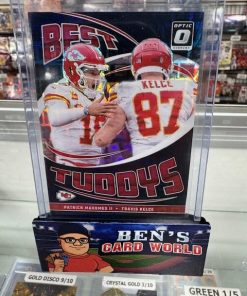 BEST
OPTIC
KELCE
87
TUDDYS
PATRICK MAHOMES II • TRAVIS KELCE
BEN'S
CARD WORLD
GOLD DISCO 9/10
CRYSTAL GOLD 3/10
GREEN 1/5